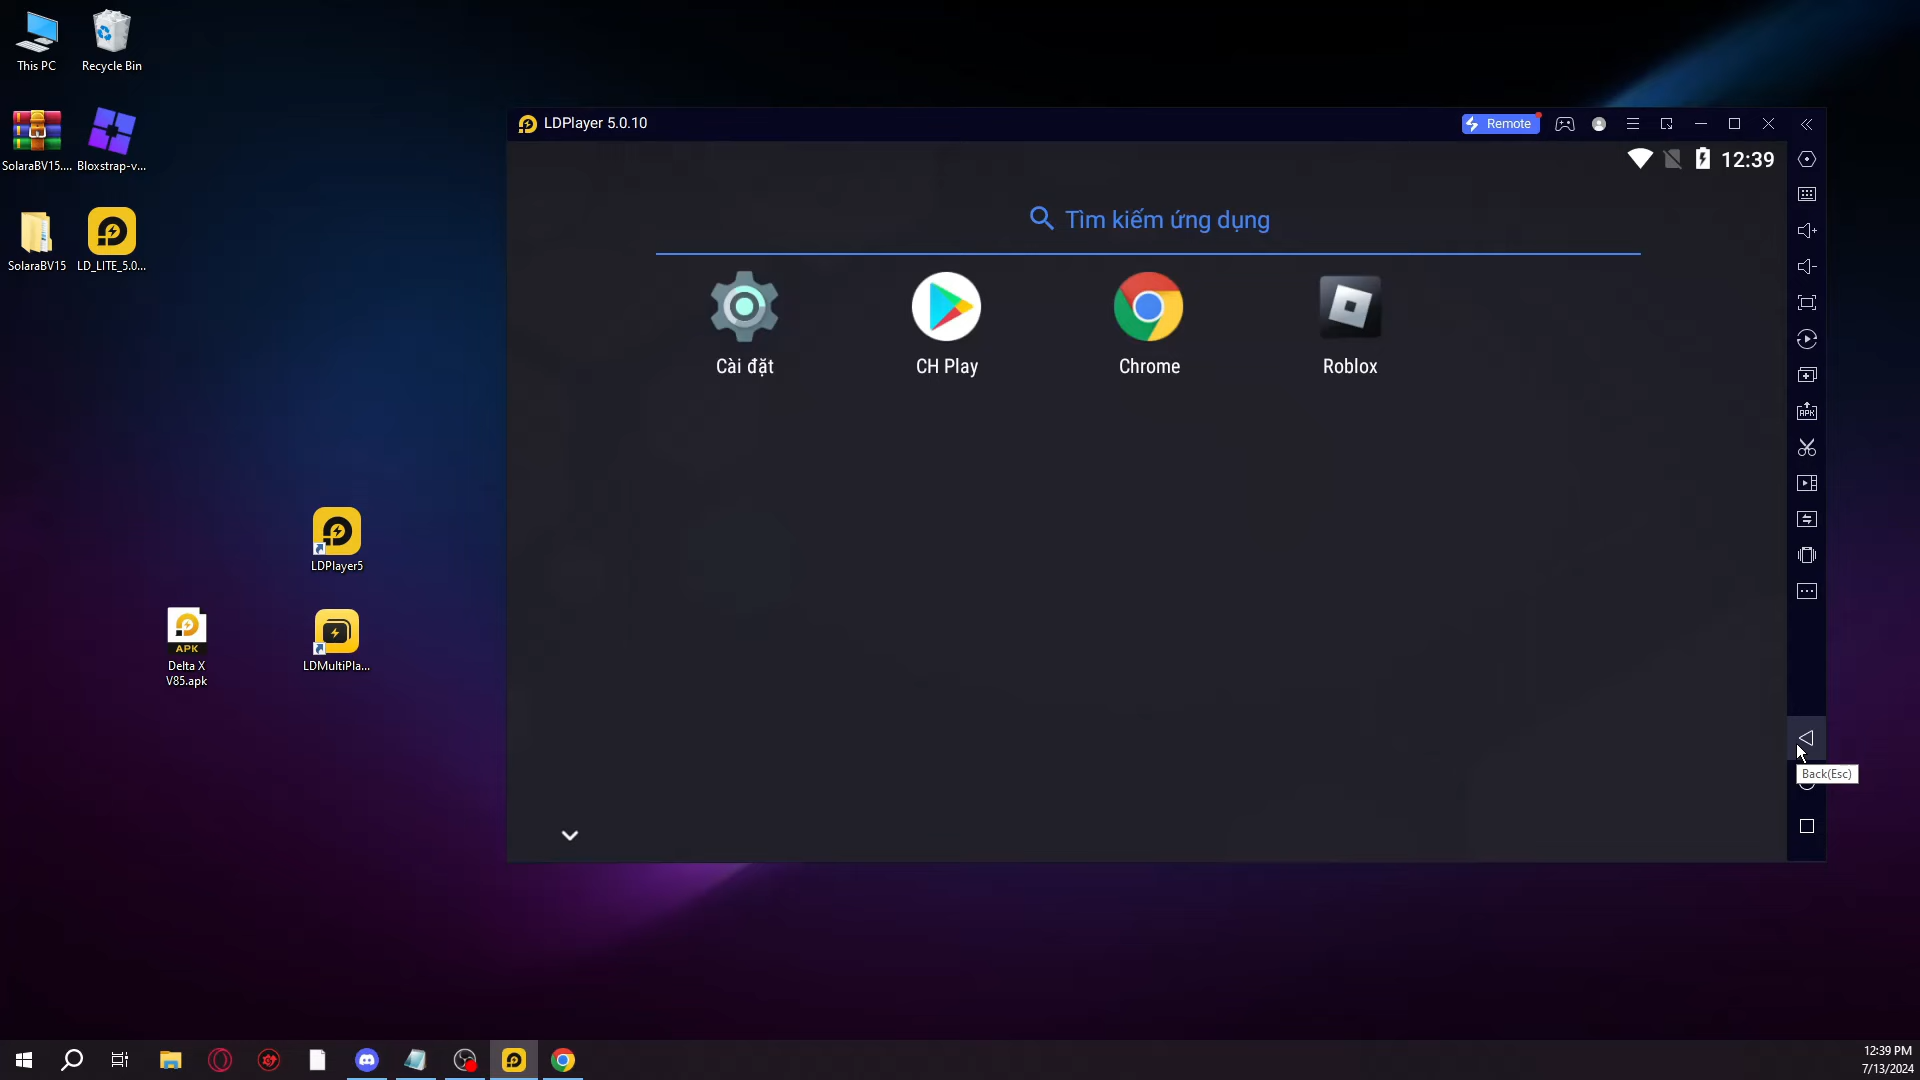 This PC
Recycle Bin
SolaraBV15....
Bloxstrap-v...
SolaraBV15
LD_LITE_5.0...
LDPlayer5
APK
Delta X
V85.apk
LDMultiPla...
LDPlayer 5.0.10
Remote
12:39
Tìm kiếm ứng dụng
Cài đặt
CH Play
Chrome
Roblox
APK
Back(Esc)
12:39 PM
7/13/2024